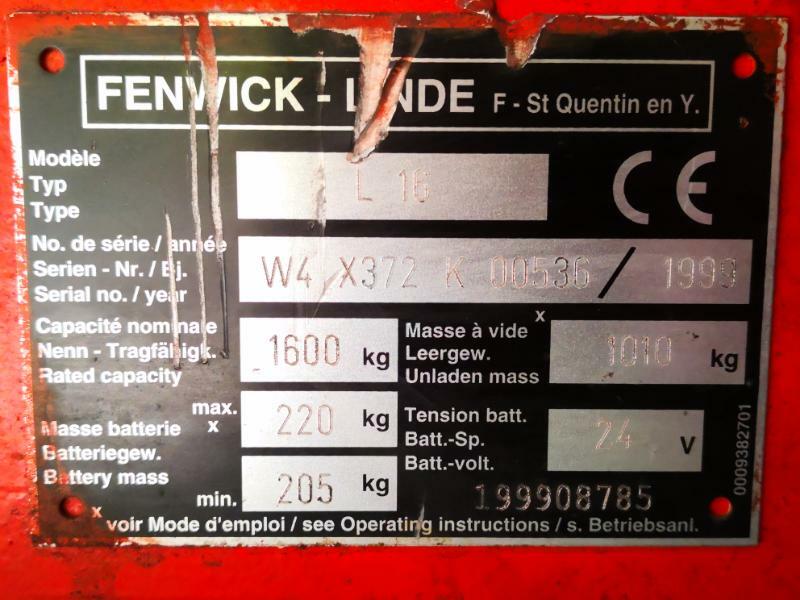 FENWICK - LINDE F - St Quentin en Y.
Modèle
Typ
Type
L 16
CE
No. de série / année
Serien - Nr. / Bj.
Serial no. / year
W4 X372 K 00536 / 1999
Capacité nominale
Nenn - Tragfähigk.
Rated capacity
1600 kg
Masse à vide x
Leergew.
Unladen mass
1010 kg
Masse batterie
Batteriegew.
Battery mass
max.
x
220 kg
min.
205 kg
Tension batt.
Batt.-Sp.
Batt.-volt.
24 V
199908785
0009382701
x voir Mode d'emploi / see Operating instructions / s. Betriebsanl.